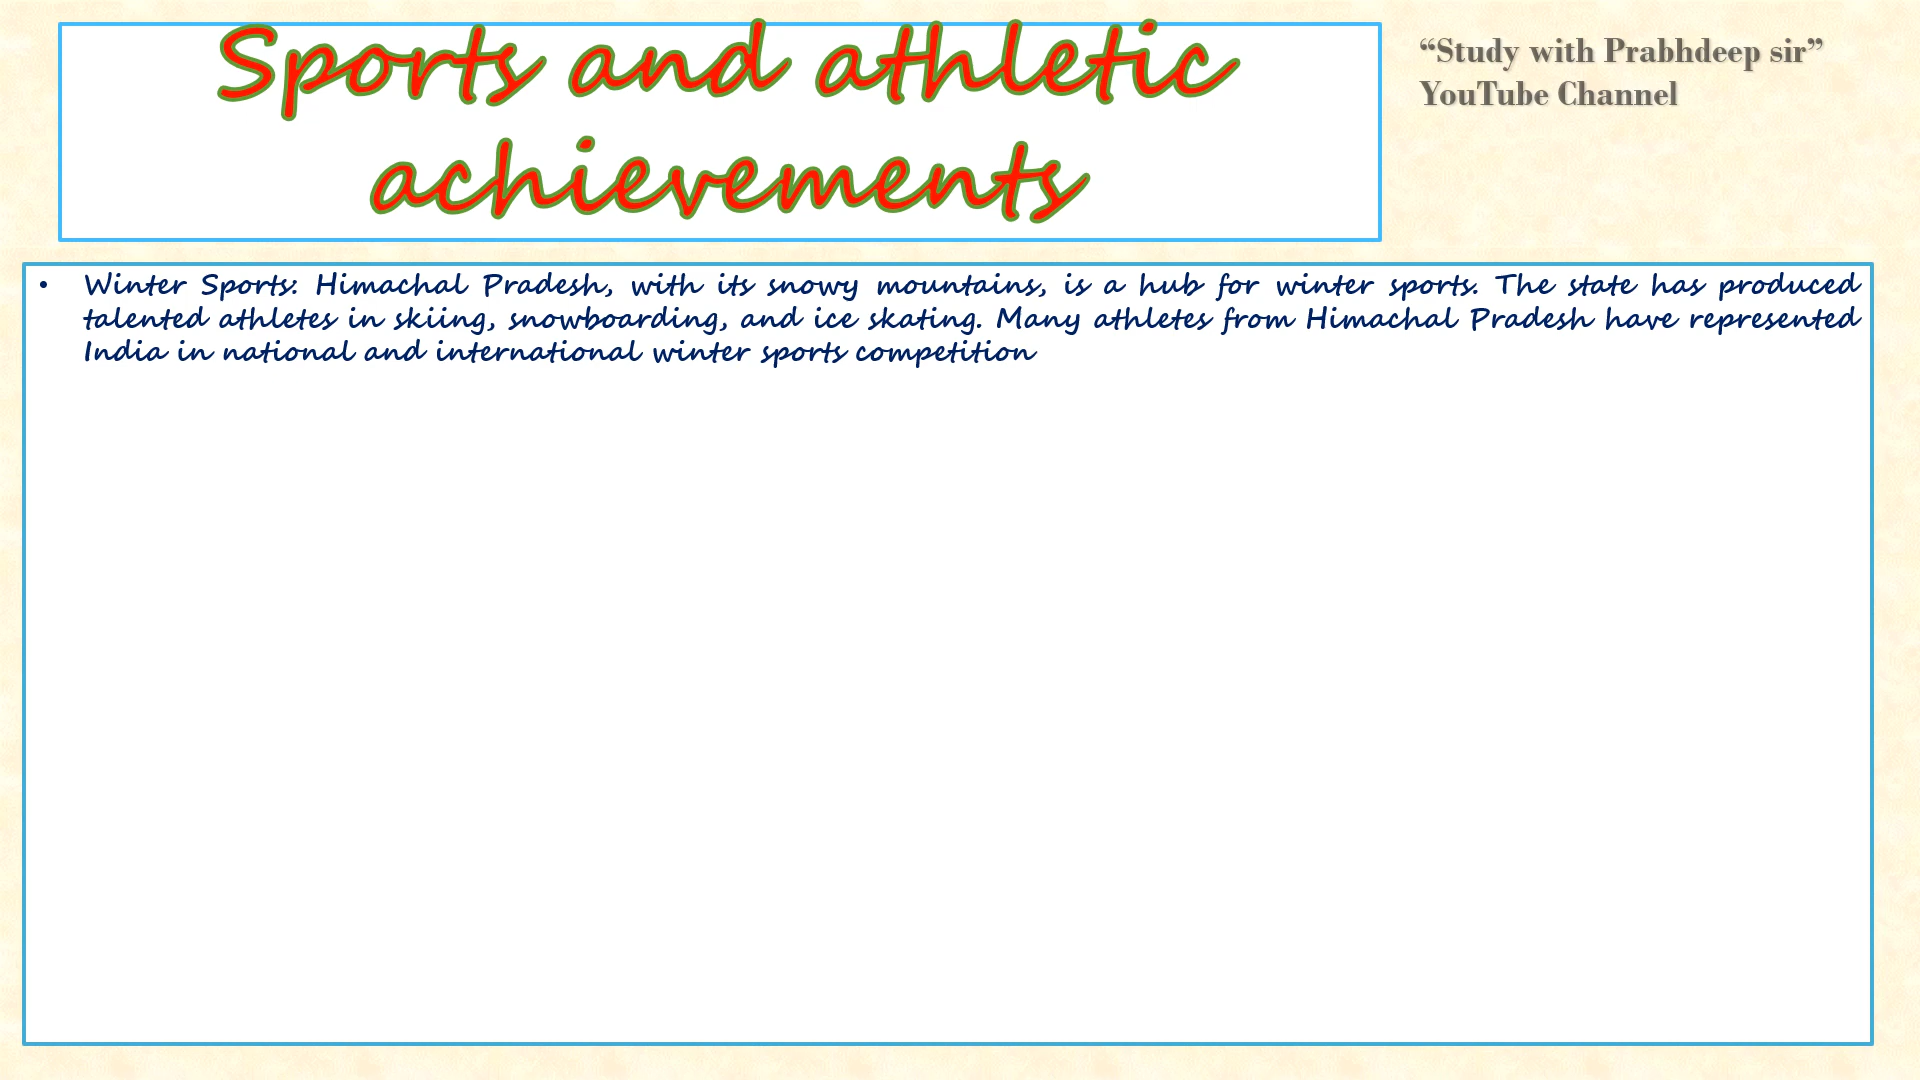 Sports and athletic
achievements
“Study with Prabhdeep sir”
YouTube Channel
• Winter Sports: Himachal Pradesh, with its snowy mountains, is a hub for winter sports. The state has produced
talented athletes in skiing, snowboarding, and ice skating. Many athletes from Himachal Pradesh have represented
India in national and international winter sports competition